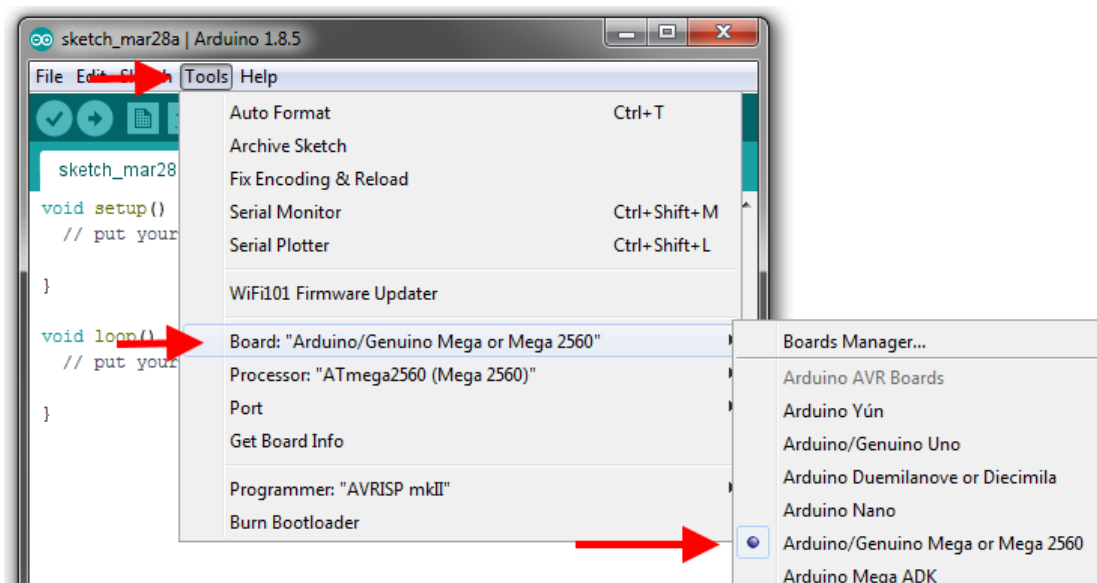 sketch_mar28a | Arduino 1.8.5
File Edit Sketch Tools Help
Auto Format Ctrl+T
Archive Sketch
sketch_mar28
Fix Encoding & Reload
void setup()
Serial Monitor Ctrl+Shift+M
// put your
Serial Plotter Ctrl+Shift+L
}
WiFi101 Firmware Updater
void loop()
Board: "Arduino/Genuino Mega or Mega 2560"
Boards Manager...
// put your
Processor: "ATmega2560 (Mega 2560)"
Arduino AVR Boards
}
Port
Arduino Yún
Get Board Info
Arduino/Genuino Uno
Arduino Duemilanove or Diecimila
Programmer: "AVRISP mkII"
Arduino Nano
Burn Bootloader
Arduino/Genuino Mega or Mega 2560
Arduino Mega ADK